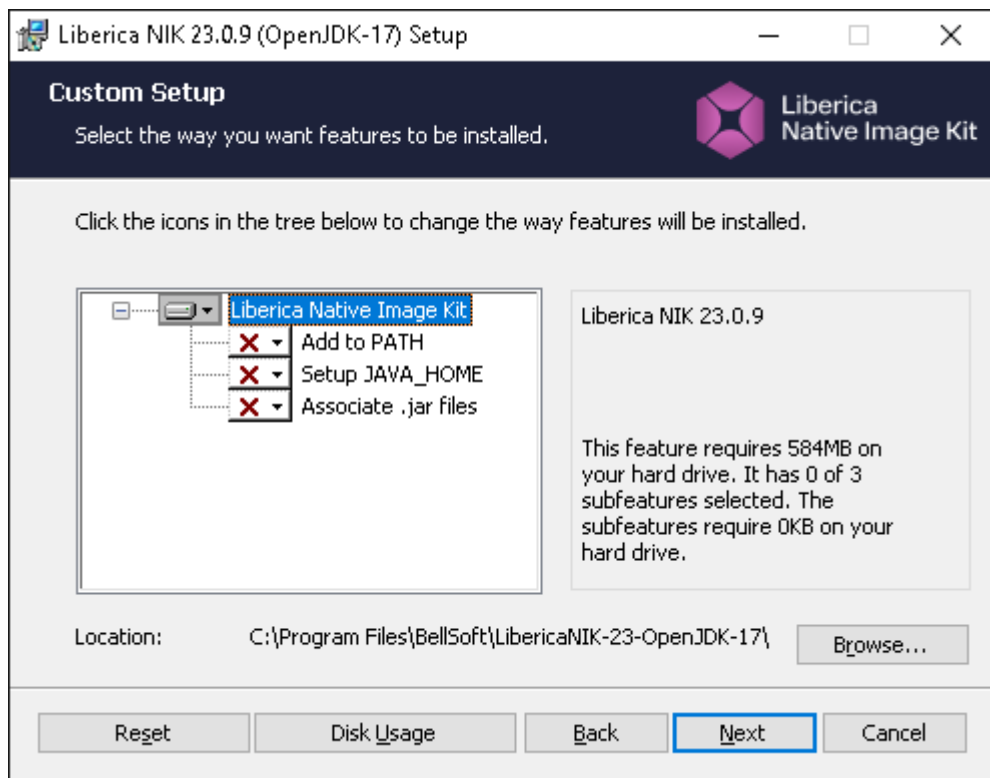 Liberica NIK 23.0.9 (OpenJDK-17) Setup
Custom Setup
Select the way you want features to be installed.
Liberica
Native Image Kit
Click the icons in the tree below to change the way features will be installed.
Liberica Native Image Kit
Add to PATH
Setup JAVA_HOME
Associate .jar files
Liberica NIK 23.0.9
This feature requires 584MB on
your hard drive. It has 0 of 3
subfeatures selected. The
subfeatures require 0KB on your
hard drive.
Location: C:\Program Files\BellSoft\LibericaNIK-23-OpenJDK-17\ Browse...
Reset Disk Usage Back Next Cancel